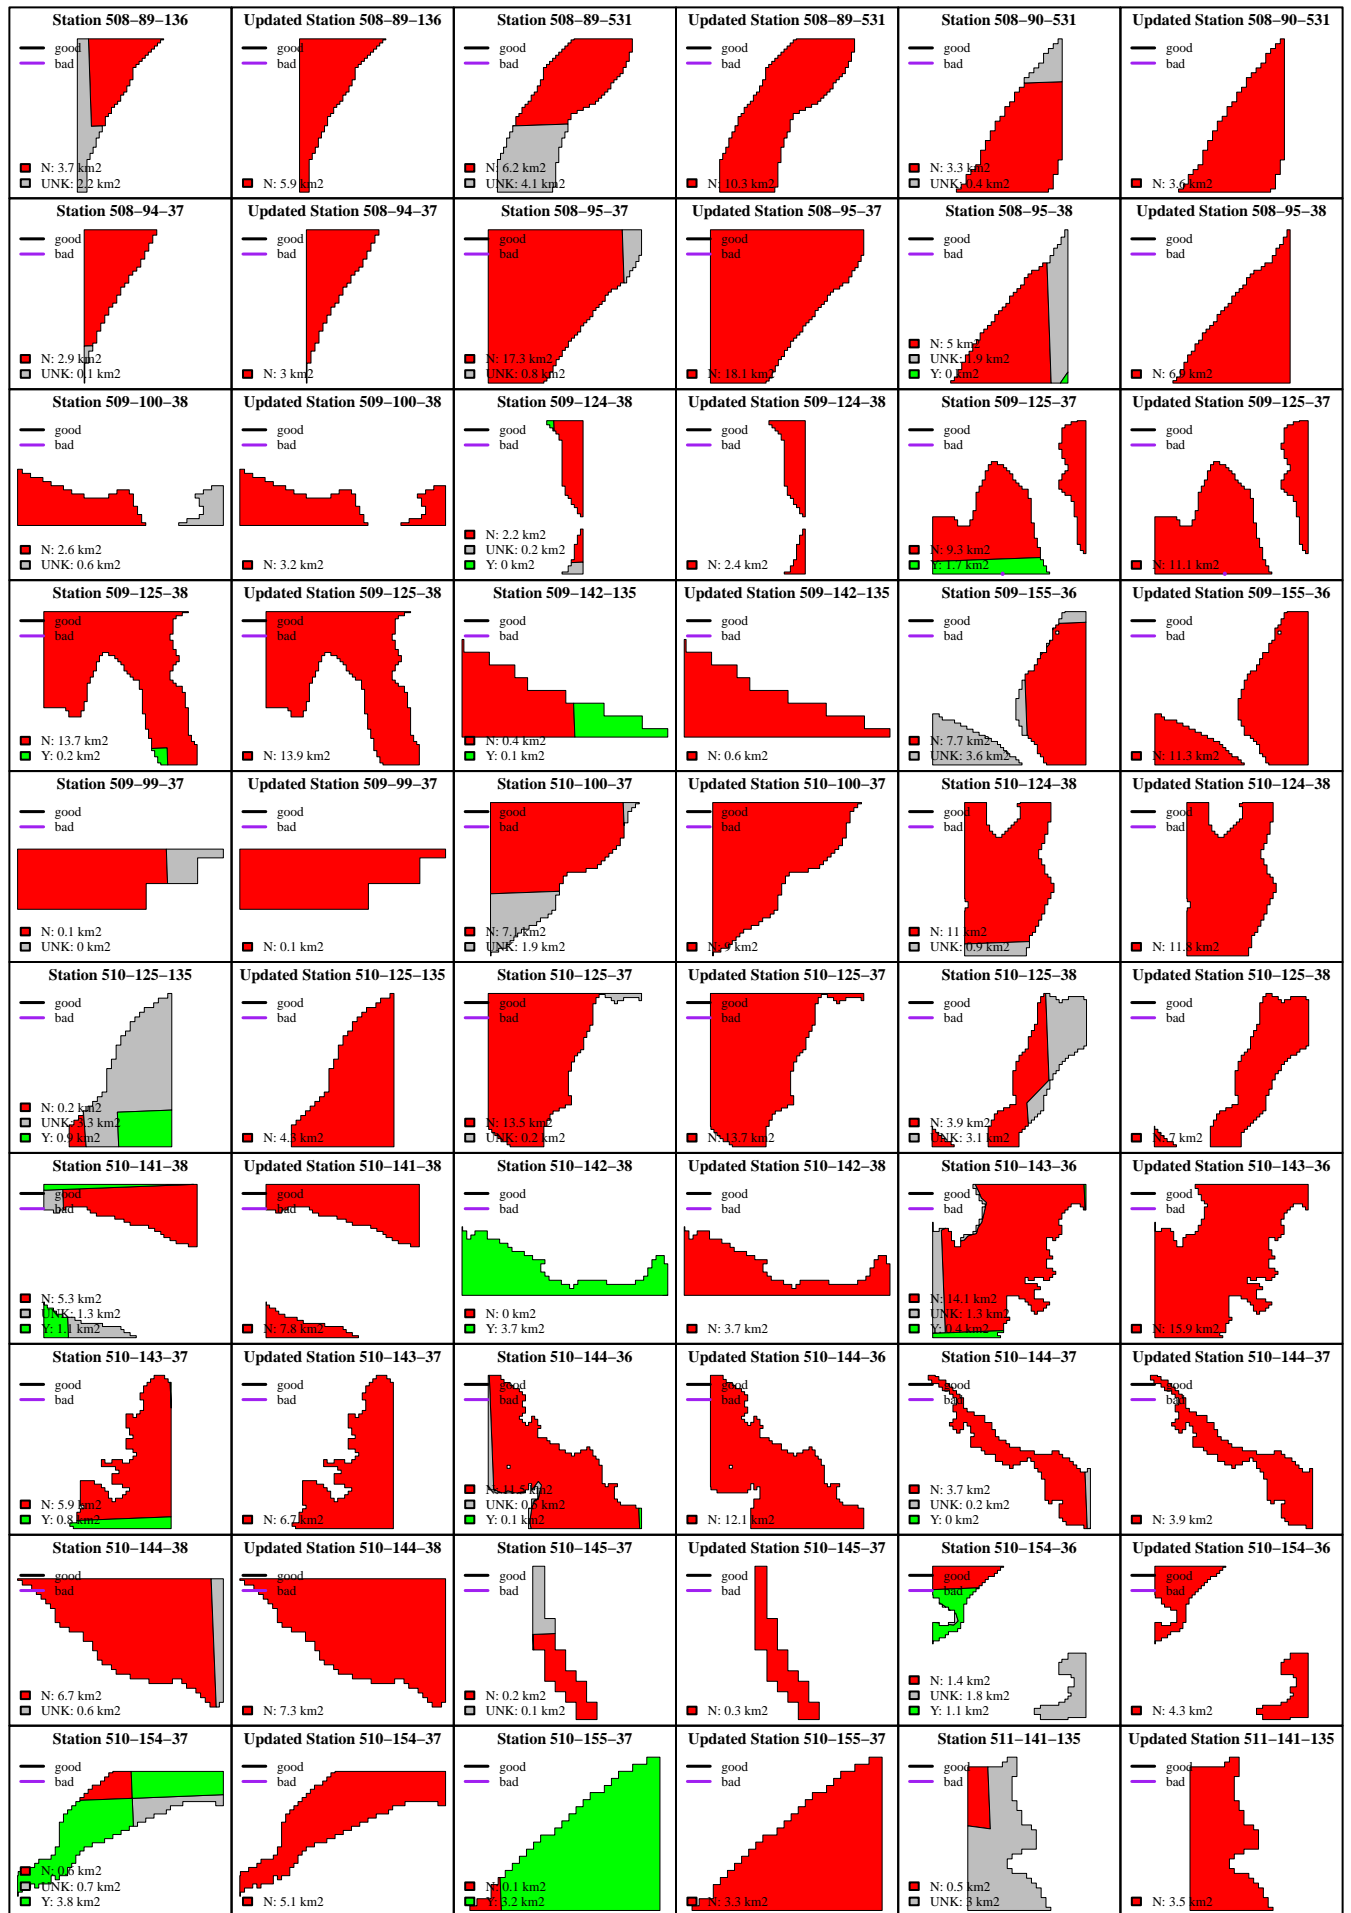 Station 508−89−136
good
bad
N: 3.7 km2
UNK: 2.2 km2
Updated Station 508−89−136
good
bad
N: 5.9 km2
Station 508−89−531
good
bad
N: 6.2 km2
UNK: 4.1 km2
Updated Station 508−89−531
good
bad
N: 10.3 km2
Station 508−90−531
good
bad
N: 3.3 km2
UNK: 0.4 km2
Updated Station 508−90−531
good
bad
N: 3.6 km2
Station 508−94−37
good
bad
N: 2.9 km2
UNK: 0.1 km2
Updated Station 508−94−37
good
bad
N: 3 km2
Station 508−95−37
good
bad
N: 17.3 km2
UNK: 0.8 km2
Updated Station 508−95−37
good
bad
N: 18.1 km2
Station 508−95−38
good
bad
N: 5 km2
UNK: 1.9 km2
Y: 0 km2
Updated Station 508−95−38
good
bad
N: 6.9 km2
Station 509−100−38
good
bad
N: 2.6 km2
UNK: 0.6 km2
Updated Station 509−100−38
good
bad
N: 3.2 km2
Station 509−124−38
good
bad
N: 2.2 km2
UNK: 0.2 km2
Y: 0 km2
Updated Station 509−124−38
good
bad
N: 2.4 km2
Station 509−125−37
good
bad
N: 9.3 km2
Y: 1.7 km2
Updated Station 509−125−37
good
bad
N: 11.1 km2
Station 509−125−38
good
bad
N: 13.7 km2
Y: 0.2 km2
Updated Station 509−125−38
good
bad
N: 13.9 km2
Station 509−142−135
good
bad
N: 0.4 km2
Y: 0.1 km2
Updated Station 509−142−135
good
bad
N: 0.6 km2
Station 509−155−36
good
bad
N: 7.7 km2
UNK: 3.6 km2
Updated Station 509−155−36
good
bad
N: 11.3 km2
Station 509−99−37
good
bad
N: 0.1 km2
UNK: 0 km2
Updated Station 509−99−37
good
bad
N: 0.1 km2
Station 510−100−37
good
bad
N: 7.1 km2
UNK: 1.9 km2
Updated Station 510−100−37
good
bad
N: 9 km2
Station 510−124−38
good
bad
N: 11 km2
UNK: 0.9 km2
Updated Station 510−124−38
good
bad
N: 11.8 km2
Station 510−125−135
good
bad
N: 0.2 km2
UNK: 3.3 km2
Y: 0.9 km2
Updated Station 510−125−135
good
bad
N: 4.3 km2
Station 510−125−37
good
bad
N: 13.5 km2
UNK: 0.2 km2
Updated Station 510−125−37
good
bad
N: 13.7 km2
Station 510−125−38
good
bad
N: 3.9 km2
UNK: 3.1 km2
Updated Station 510−125−38
good
bad
N: 7 km2
Station 510−141−38
good
bad
N: 5.3 km2
UNK: 1.3 km2
Y: 1.1 km2
Updated Station 510−141−38
good
bad
N: 7.8 km2
Station 510−142−38
good
bad
N: 0 km2
Y: 3.7 km2
Updated Station 510−142−38
good
bad
N: 3.7 km2
Station 510−143−36
good
bad
N: 14.1 km2
UNK: 1.3 km2
Y: 0.4 km2
Updated Station 510−143−36
good
bad
N: 15.9 km2
Station 510−143−37
good
bad
N: 5.9 km2
Y: 0.8 km2
Updated Station 510−143−37
good
bad
N: 6.7 km2
Station 510−144−36
good
bad
N: 11.5 km2
UNK: 0.5 km2
Y: 0.1 km2
Updated Station 510−144−36
good
bad
N: 12.1 km2
Station 510−144−37
good
bad
N: 3.7 km2
UNK: 0.2 km2
Y: 0 km2
Updated Station 510−144−37
good
bad
N: 3.9 km2
Station 510−144−38
good
bad
N: 6.7 km2
UNK: 0.6 km2
Updated Station 510−144−38
good
bad
N: 7.3 km2
Station 510−145−37
good
bad
N: 0.2 km2
UNK: 0.1 km2
Updated Station 510−145−37
good
bad
N: 0.3 km2
Station 510−154−36
good
bad
N: 1.4 km2
UNK: 1.8 km2
Y: 1.1 km2
Updated Station 510−154−36
good
bad
N: 4.3 km2
Station 510−154−37
good
bad
N: 0.6 km2
UNK: 0.7 km2
Y: 3.8 km2
Updated Station 510−154−37
good
bad
N: 5.1 km2
Station 510−155−37
good
bad
N: 0.1 km2
Y: 3.2 km2
Updated Station 510−155−37
good
bad
N: 3.3 km2
Station 511−141−135
good
bad
N: 0.5 km2
UNK: 3 km2
Updated Station 511−141−135
good
bad
N: 3.5 km2